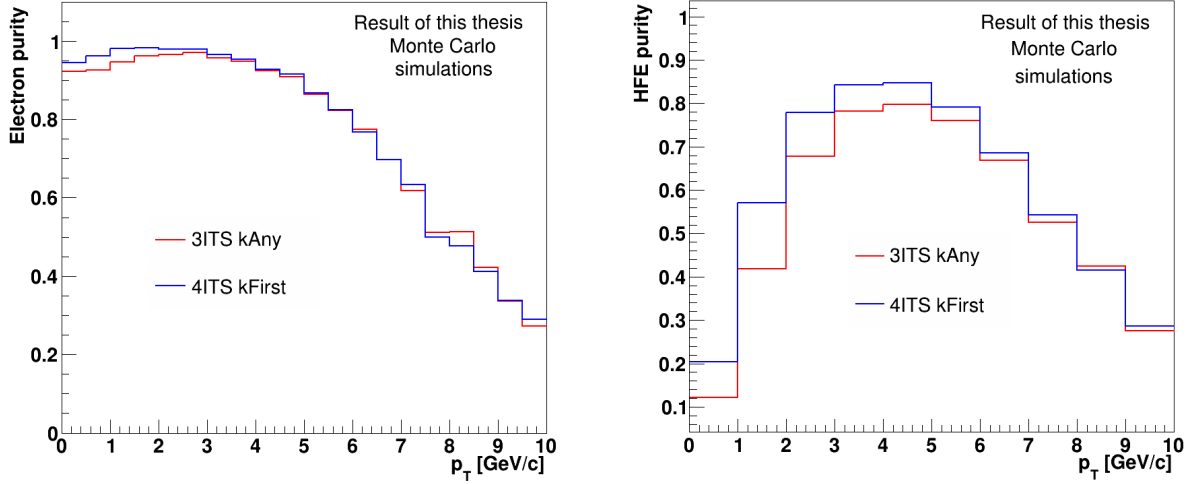 Electron purity
Result of this thesis
Monte Carlo
simulations
1
0.8
0.6
0.4
0.2
0
3ITS kAny
4ITS kFirst
0 1 2 3 4 5 6 7 8 9 10
p_T [GeV/c]
HFE purity
Result of this thesis
Monte Carlo
simulations
1
0.9
0.8
0.7
0.6
0.5
0.4
0.3
0.2
0.1
3ITS kAny
4ITS kFirst
0 1 2 3 4 5 6 7 8 9 10
p_T [GeV/c]